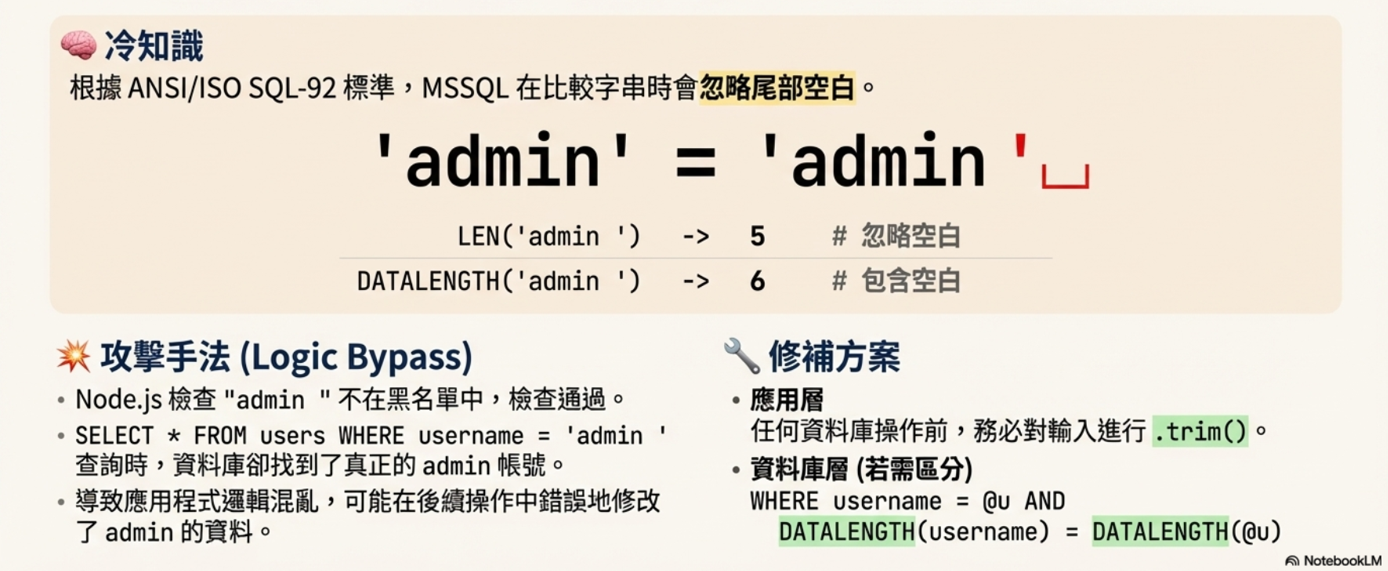 🧠 冷知識
根據 ANSI/ISO SQL-92 標準，MSSQL 在比較字串時會忽略尾部空白。
'admin' = 'admin '␣
LEN('admin ') -> 5 # 忽略空白
DATALENGTH('admin ') -> 6 # 包含空白
💥 攻擊手法 (Logic Bypass)
• Node.js 檢查 "admin " 不在黑名單中，檢查通過。
• SELECT * FROM users WHERE username = 'admin '
查詢時，資料庫卻找到了真正的 admin 帳號。
• 導致應用程式邏輯混亂，可能在後續操作中錯誤地修改
了 admin 的資料。
🔧 修補方案
• 應用層
任何資料庫操作前，務必對輸入進行 .trim()。
• 資料庫層 (若需區分)
WHERE username = @u AND
DATALENGTH(username) = DATALENGTH(@u)
NotebookLM